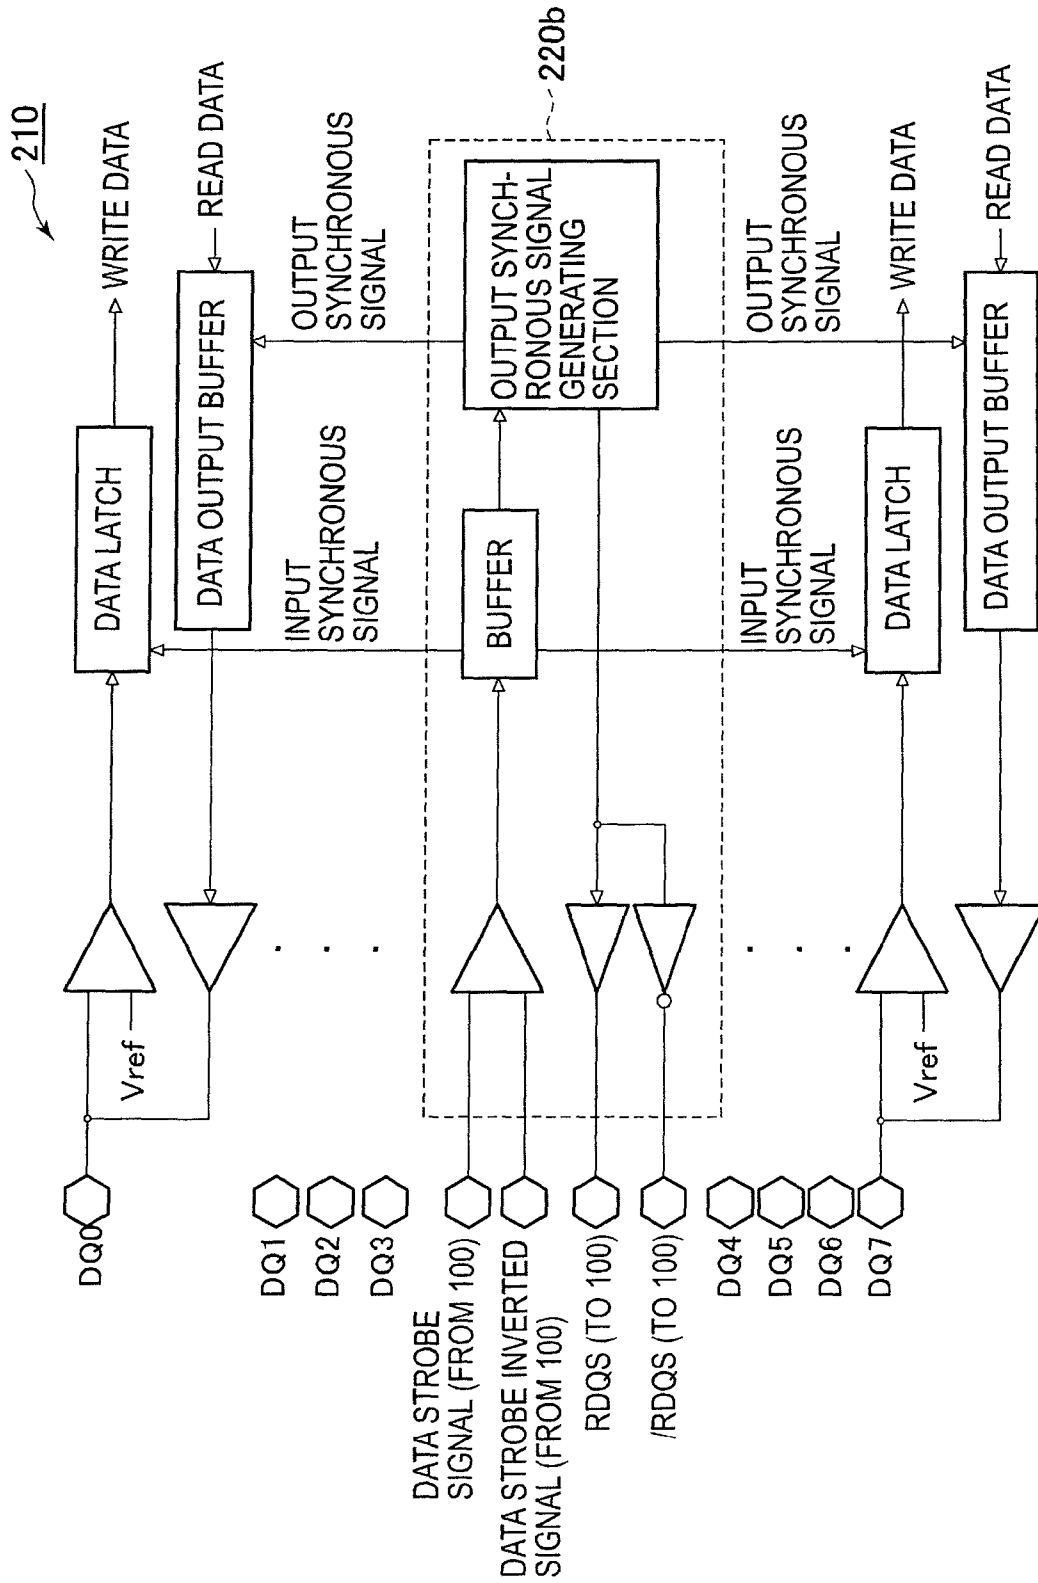 210
DQ0
Vref
DATA LATCH
WRITE DATA
DATA OUTPUT BUFFER
READ DATA
DQ1
DQ2
DQ3
INPUT
SYNCHRONOUS
SIGNAL
OUTPUT
SYNCHRONOUS
SIGNAL
220b
DATA STROBE
SIGNAL (FROM 100)
DATA STROBE INVERTED
SIGNAL (FROM 100)
RDQS (TO 100)
/RDQS (TO 100)
BUFFER
OUTPUT SYNCH-
RONOUS SIGNAL
GENERATING
SECTION
DQ4
DQ5
DQ6
DQ7
INPUT
SYNCHRONOUS
SIGNAL
OUTPUT
SYNCHRONOUS
SIGNAL
Vref
DATA LATCH
WRITE DATA
DATA OUTPUT BUFFER
READ DATA